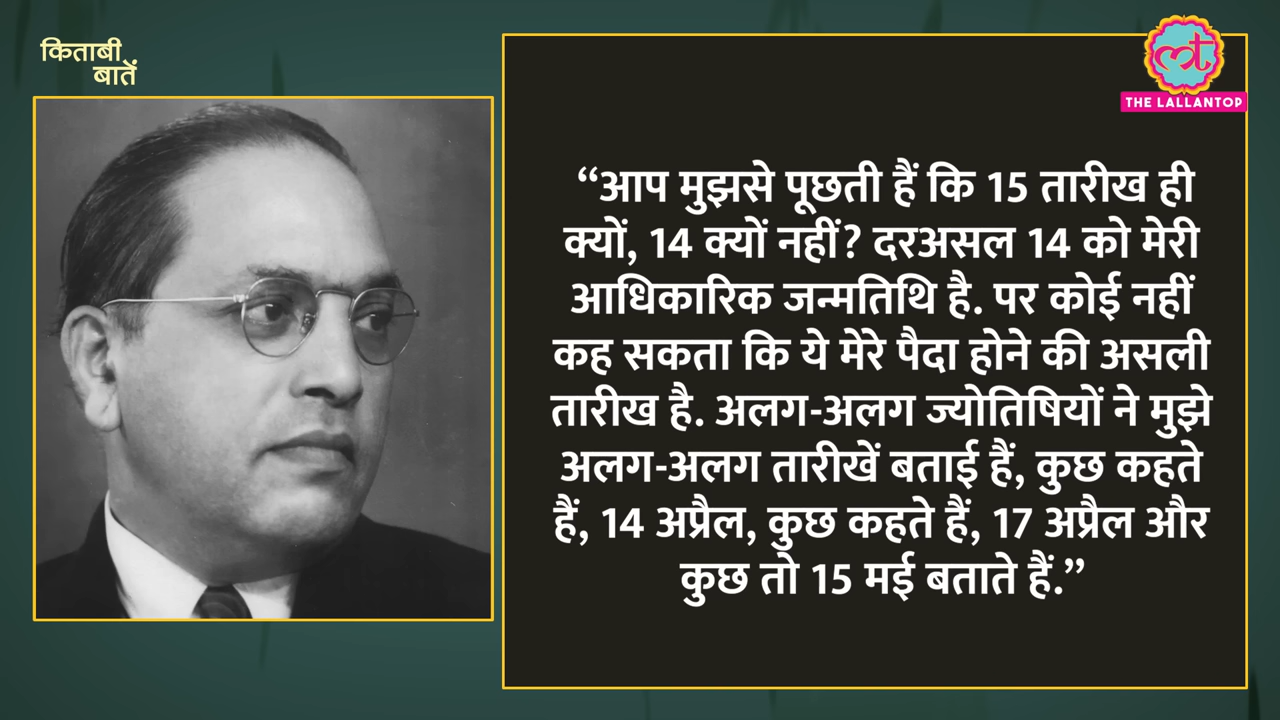 किताबी
बातें
THE LALLANTOP
“आप मुझसे पूछती हैं कि 15 तारीख ही
क्यों, 14 क्यों नहीं? दरअसल 14 को मेरी
आधिकारिक जन्मतिथि है. पर कोई नहीं
कह सकता कि ये मेरे पैदा होने की असली
तारीख है. अलग-अलग ज्योतिषियों ने मुझे
अलग-अलग तारीखें बताई हैं, कुछ कहते
हैं, 14 अप्रैल, कुछ कहते हैं, 17 अप्रैल और
कुछ तो 15 मई बताते हैं.”